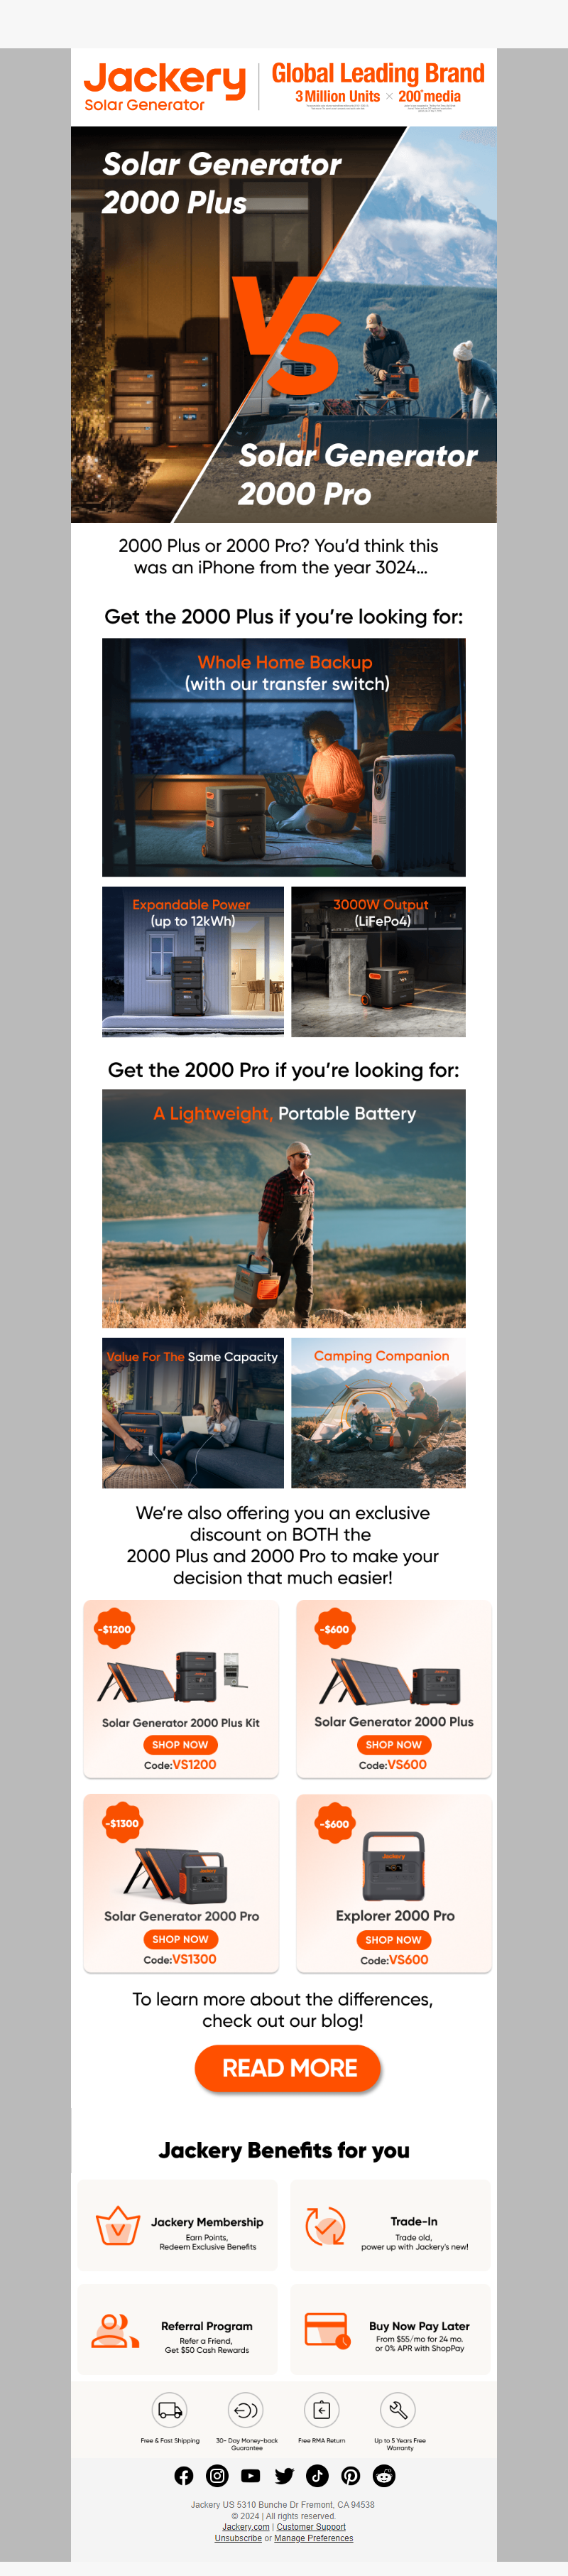 Jackery
Solar Generator
Global Leading Brand
3 Million Units × 200+ media
Solar Generator
2000 Plus
VS
Solar Generator
2000 Pro
2000 Plus or 2000 Pro? You’d think this
was an iPhone from the year 3024...
Get the 2000 Plus if you’re looking for:
Whole Home Backup
(with our transfer switch)
Expandable Power
(up to 12kWh)
3000W Output
(LiFePo4)
Get the 2000 Pro if you’re looking for:
A Lightweight, Portable Battery
Value For The Same Capacity
Camping Companion
We’re also offering you an exclusive
discount on BOTH the
2000 Plus and 2000 Pro to make your
decision that much easier!
-$1200
Solar Generator 2000 Plus Kit
SHOP NOW
Code:VS1200
-$600
Solar Generator 2000 Plus
SHOP NOW
Code:VS600
-$1300
Solar Generator 2000 Pro
SHOP NOW
Code:VS1300
-$600
Jackery
Explorer 2000 Pro
SHOP NOW
Code:VS600
To learn more about the differences,
check out our blog!
READ MORE
Jackery Benefits for you
Jackery Membership
Earn Points,
Redeem Exclusive Benefits
Trade-In
Trade old,
power up with Jackery's new!
Referral Program
Refer a Friend,
Get $50 Cash Rewards
Buy Now Pay Later
From $55/mo for 24 mo.
or 0% APR with ShopPay
Free & Fast Shipping
30- Day Money-back
Guarantee
Free RMA Return
Up to 5 Years Free
Warranty
Jackery US 5310 Bunche Dr Fremont, CA 94538
© 2024 | All rights reserved.
Jackery.com | Customer Support
Unsubscribe or Manage Preferences